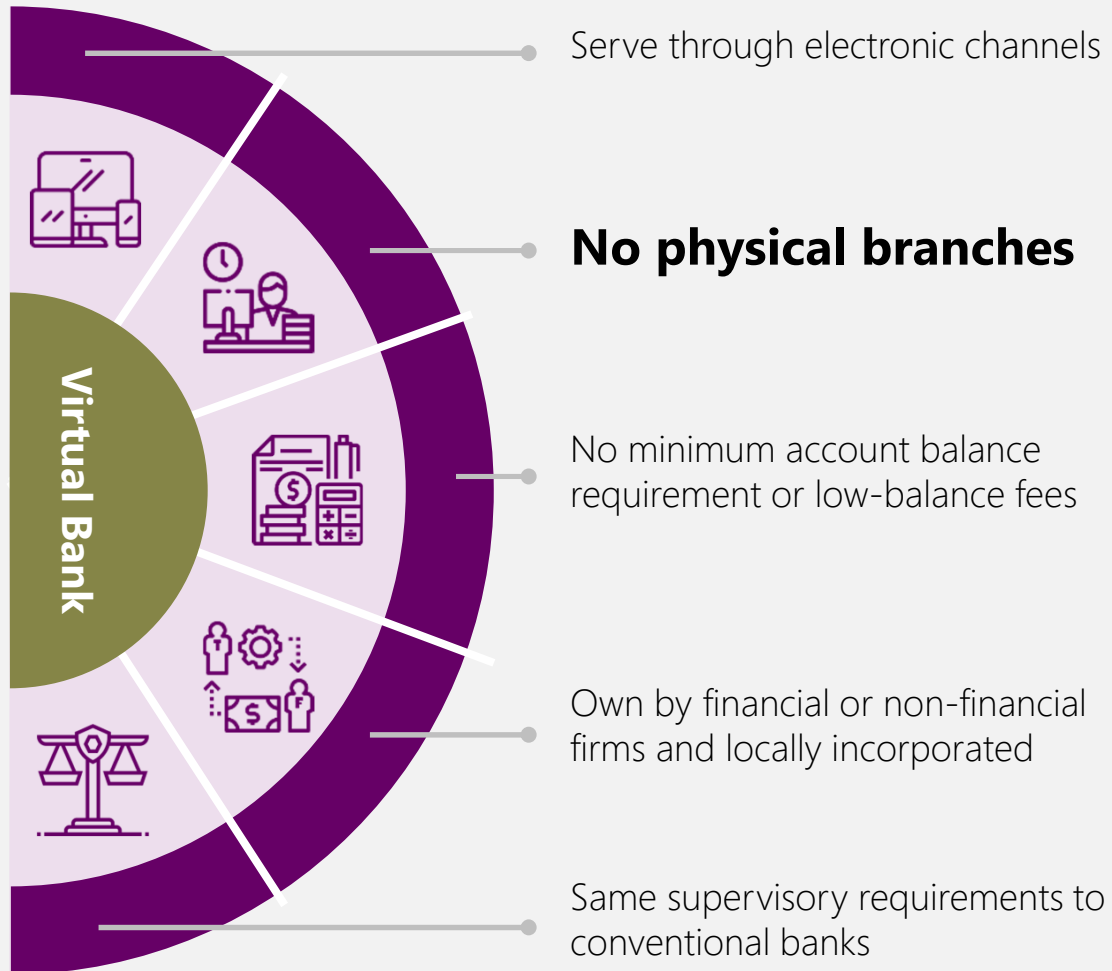 Serve through electronic channels
No physical branches
Virtual Bank
No minimum account balance
requirement or low-balance fees
$
T
$
F
Own by financial or non-financial
firms and locally incorporated
Same supervisory requirements to
conventional banks